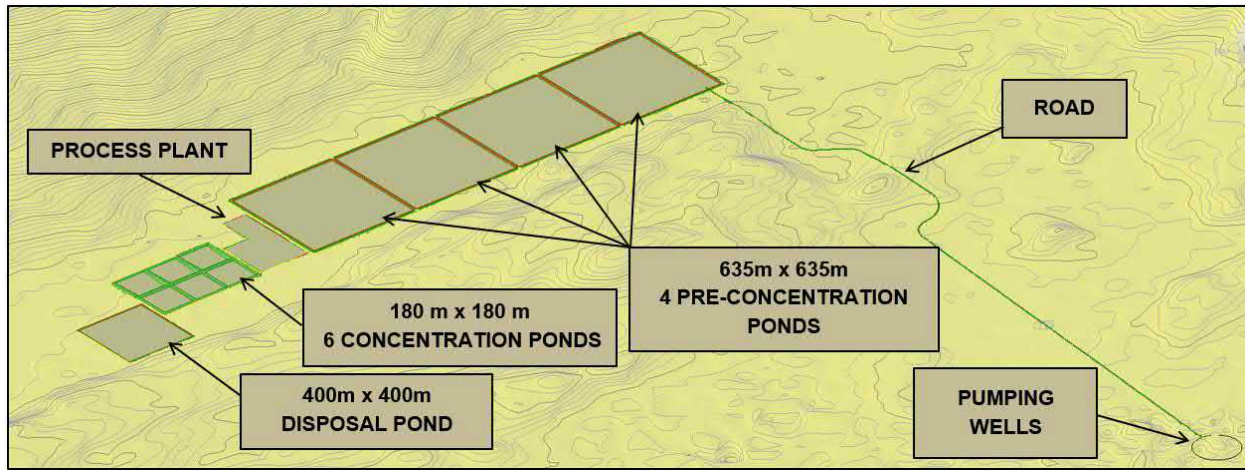 ROAD
PROCESS PLANT
635m x 635m
4 PRE-CONCENTRATION
PONDS
180 m x 180 m
6 CONCENTRATION PONDS
400m x 400m
DISPOSAL POND
PUMPING
WELLS